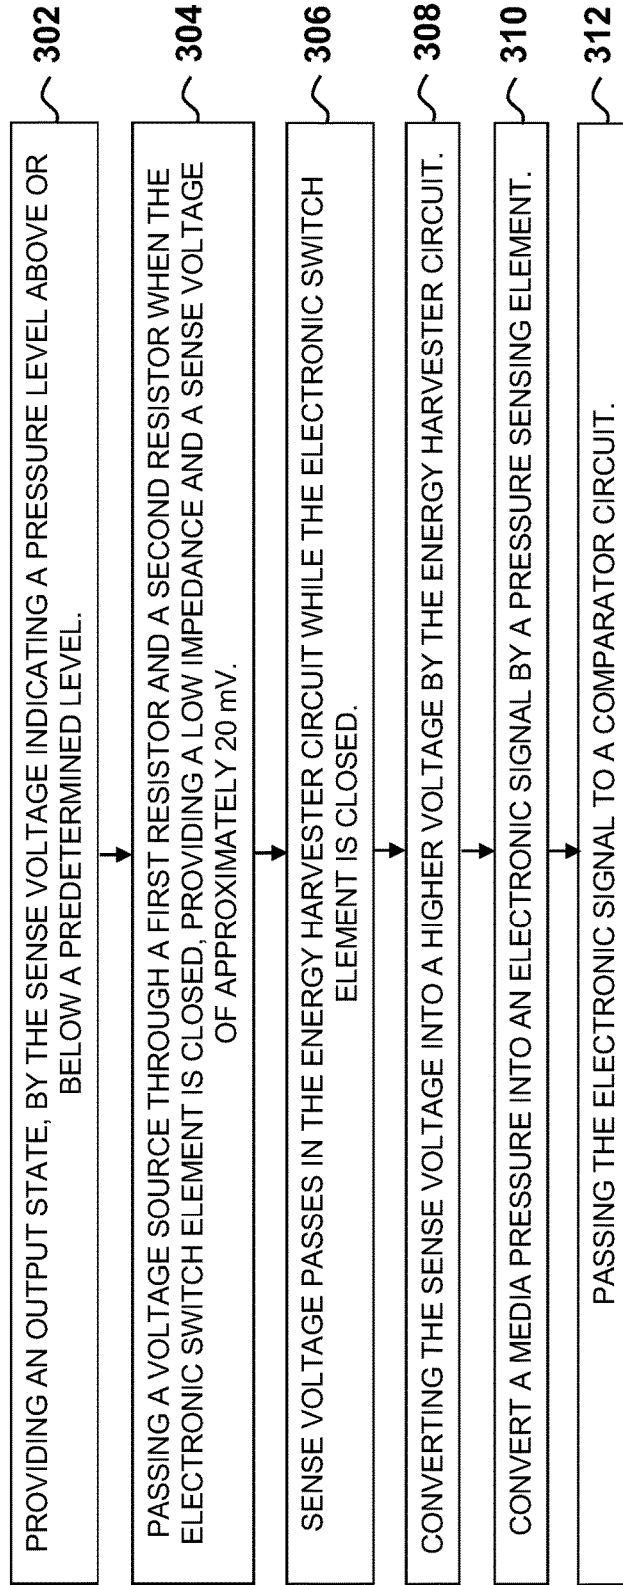 PROVIDING AN OUTPUT STATE, BY THE SENSE VOLTAGE INDICATING A PRESSURE LEVEL ABOVE OR
BELOW A PREDETERMINED LEVEL.
302
PASSING A VOLTAGE SOURCE THROUGH A FIRST RESISTOR AND A SECOND RESISTOR WHEN THE
ELECTRONIC SWITCH ELEMENT IS CLOSED, PROVIDING A LOW IMPEDANCE AND A SENSE VOLTAGE
OF APPROXIMATELY 20 mV.
304
SENSE VOLTAGE PASSES IN THE ENERGY HARVESTER CIRCUIT WHILE THE ELECTRONIC SWITCH
ELEMENT IS CLOSED.
306
CONVERTING THE SENSE VOLTAGE INTO A HIGHER VOLTAGE BY THE ENERGY HARVESTER CIRCUIT.
308
CONVERT A MEDIA PRESSURE INTO AN ELECTRONIC SIGNAL BY A PRESSURE SENSING ELEMENT.
310
PASSING THE ELECTRONIC SIGNAL TO A COMPARATOR CIRCUIT.
312